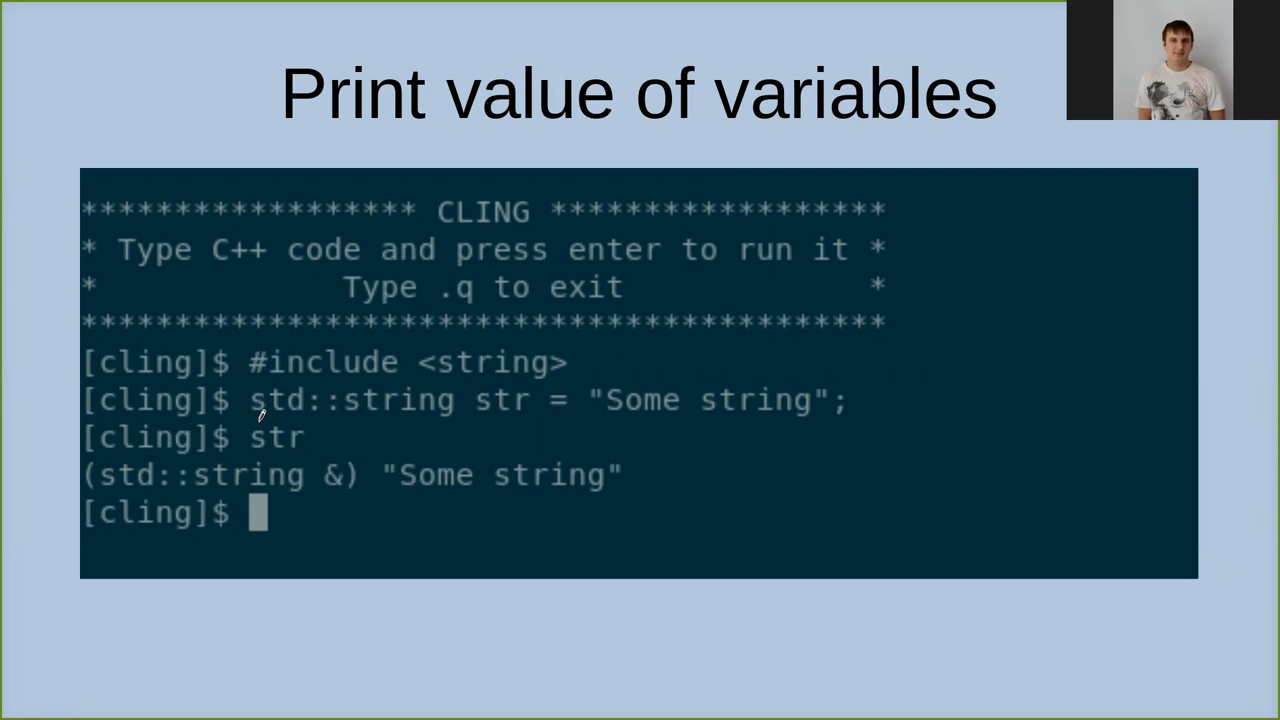 Print value of variables
****************** CLING ******************
* Type C++ code and press enter to run it *
*             Type .q to exit             *
*******************************************
[cling]$ #include <string>
[cling]$ std::string str = "Some string";
[cling]$ str
(std::string &) "Some string"
[cling]$